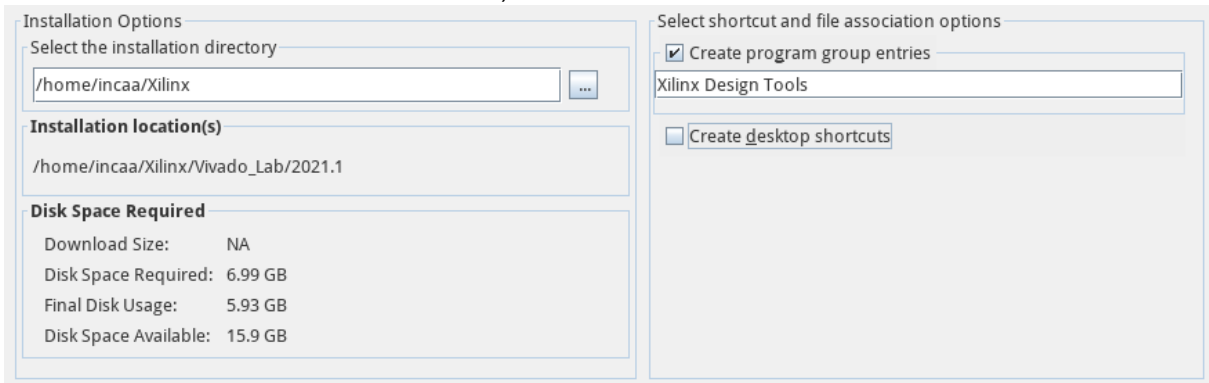 Installation Options
Select the installation directory
/home/incaa/Xilinx
...
Installation location(s)
/home/incaa/Xilinx/Vivado_Lab/2021.1
Disk Space Required
Download Size: NA
Disk Space Required: 6.99 GB
Final Disk Usage: 5.93 GB
Disk Space Available: 15.9 GB
Select shortcut and file association options
Create program group entries
Xilinx Design Tools
Create desktop shortcuts